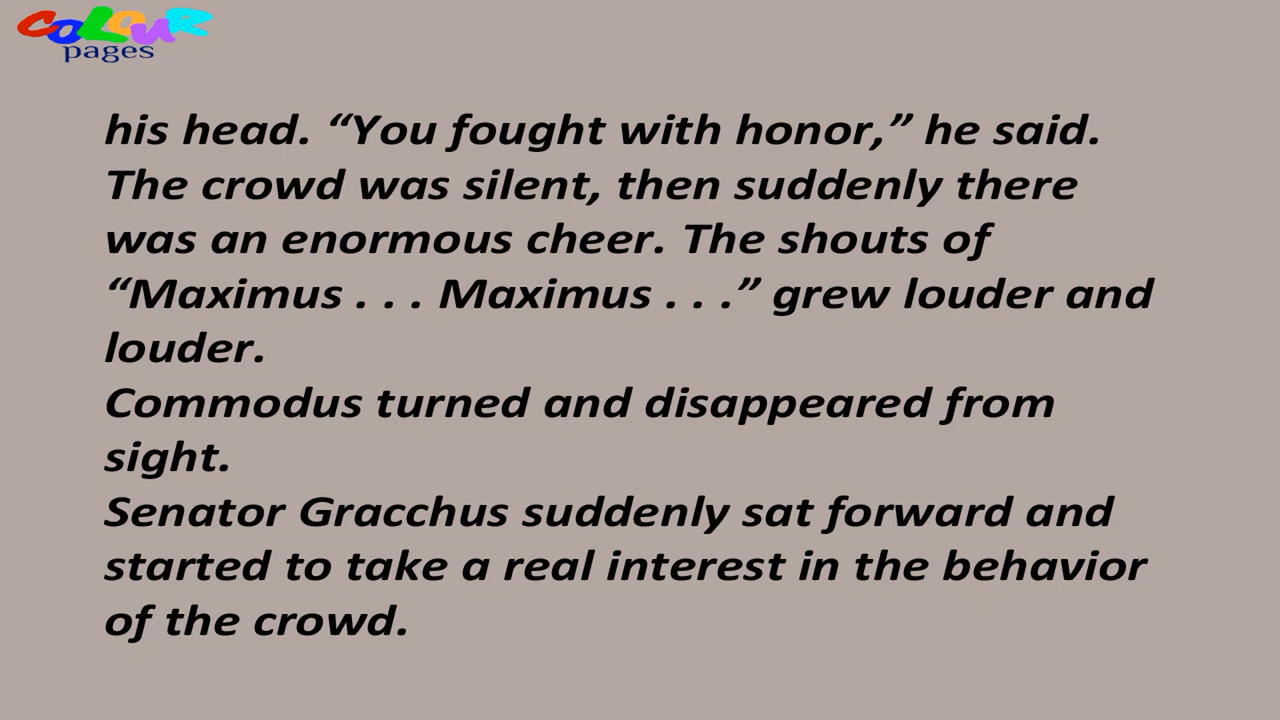 COLOUR
pages
his head. “You fought with honor,” he said.
The crowd was silent, then suddenly there
was an enormous cheer. The shouts of
“Maximus . . . Maximus . . .” grew louder and
louder.
Commodus turned and disappeared from
sight.
Senator Gracchus suddenly sat forward and
started to take a real interest in the behavior
of the crowd.